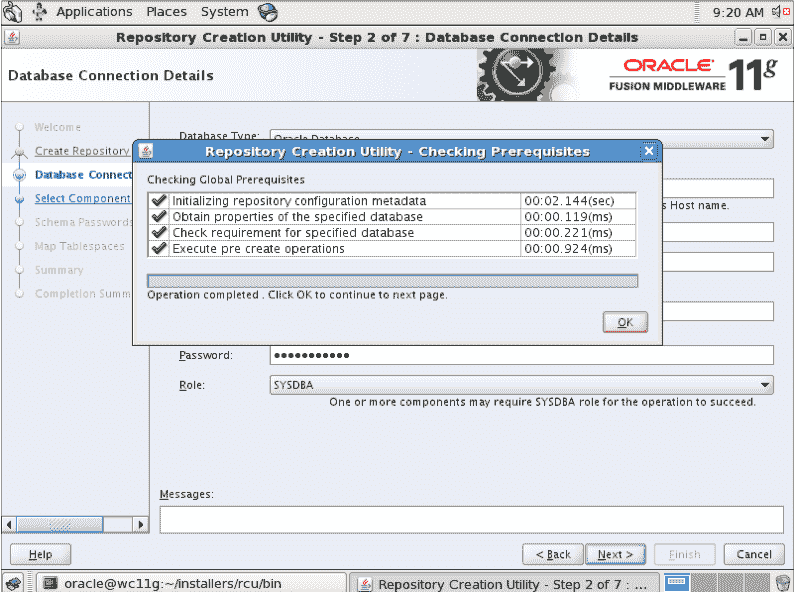 Applications Places System 9:20 AM
Repository Creation Utility - Step 2 of 7 : Database Connection Details
Database Connection Details
ORACLE
FUSION MIDDLEWARE 11g
Welcome
Create Repository
Database Connect
Select Component
Schema Passwords
Map Tablespaces
Summary
Completion Summ
Database Type: Oracle Database
Repository Creation Utility - Checking Prerequisites
Checking Global Prerequisites
Initializing repository configuration metadata 00:02.144(sec)
Obtain properties of the specified database 00:00.119(ms)
Check requirement for specified database 00:00.221(ms)
Execute pre create operations 00:00.924(ms)
Operation completed . Click OK to continue to next page.
OK
s Host name.
Password: •••••••••••
Role: SYSDBA
One or more components may require SYSDBA role for the operation to succeed.
Messages:
Help < Back Next > Finish Cancel
oracle@wc11g:~/installers/rcu/bin Repository Creation Utility - Step 2 of 7 : ...